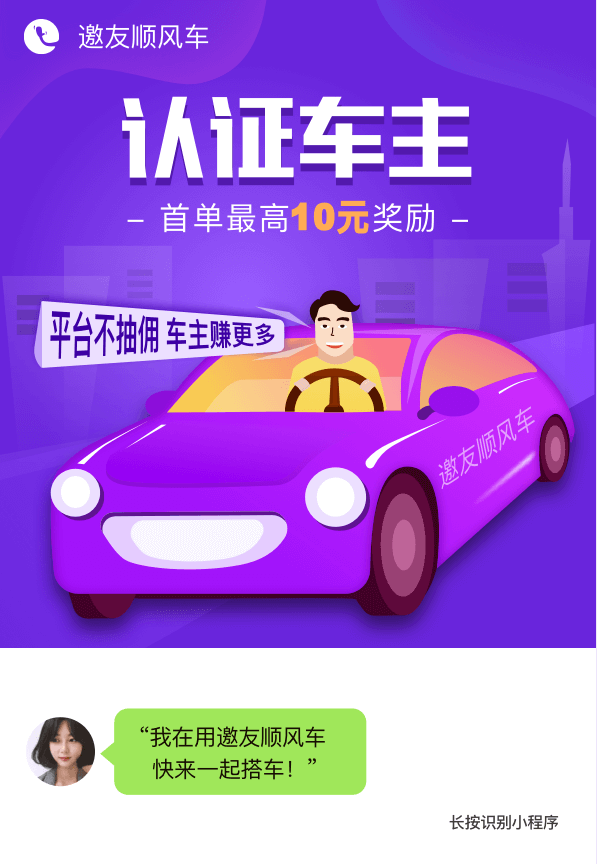 邀友顺风车
认证车主
– 首单最高10元奖励 –
平台不抽佣 车主赚更多
邀友顺风车
“我在用邀友顺风车
快来一起搭车！”
长按识别小程序